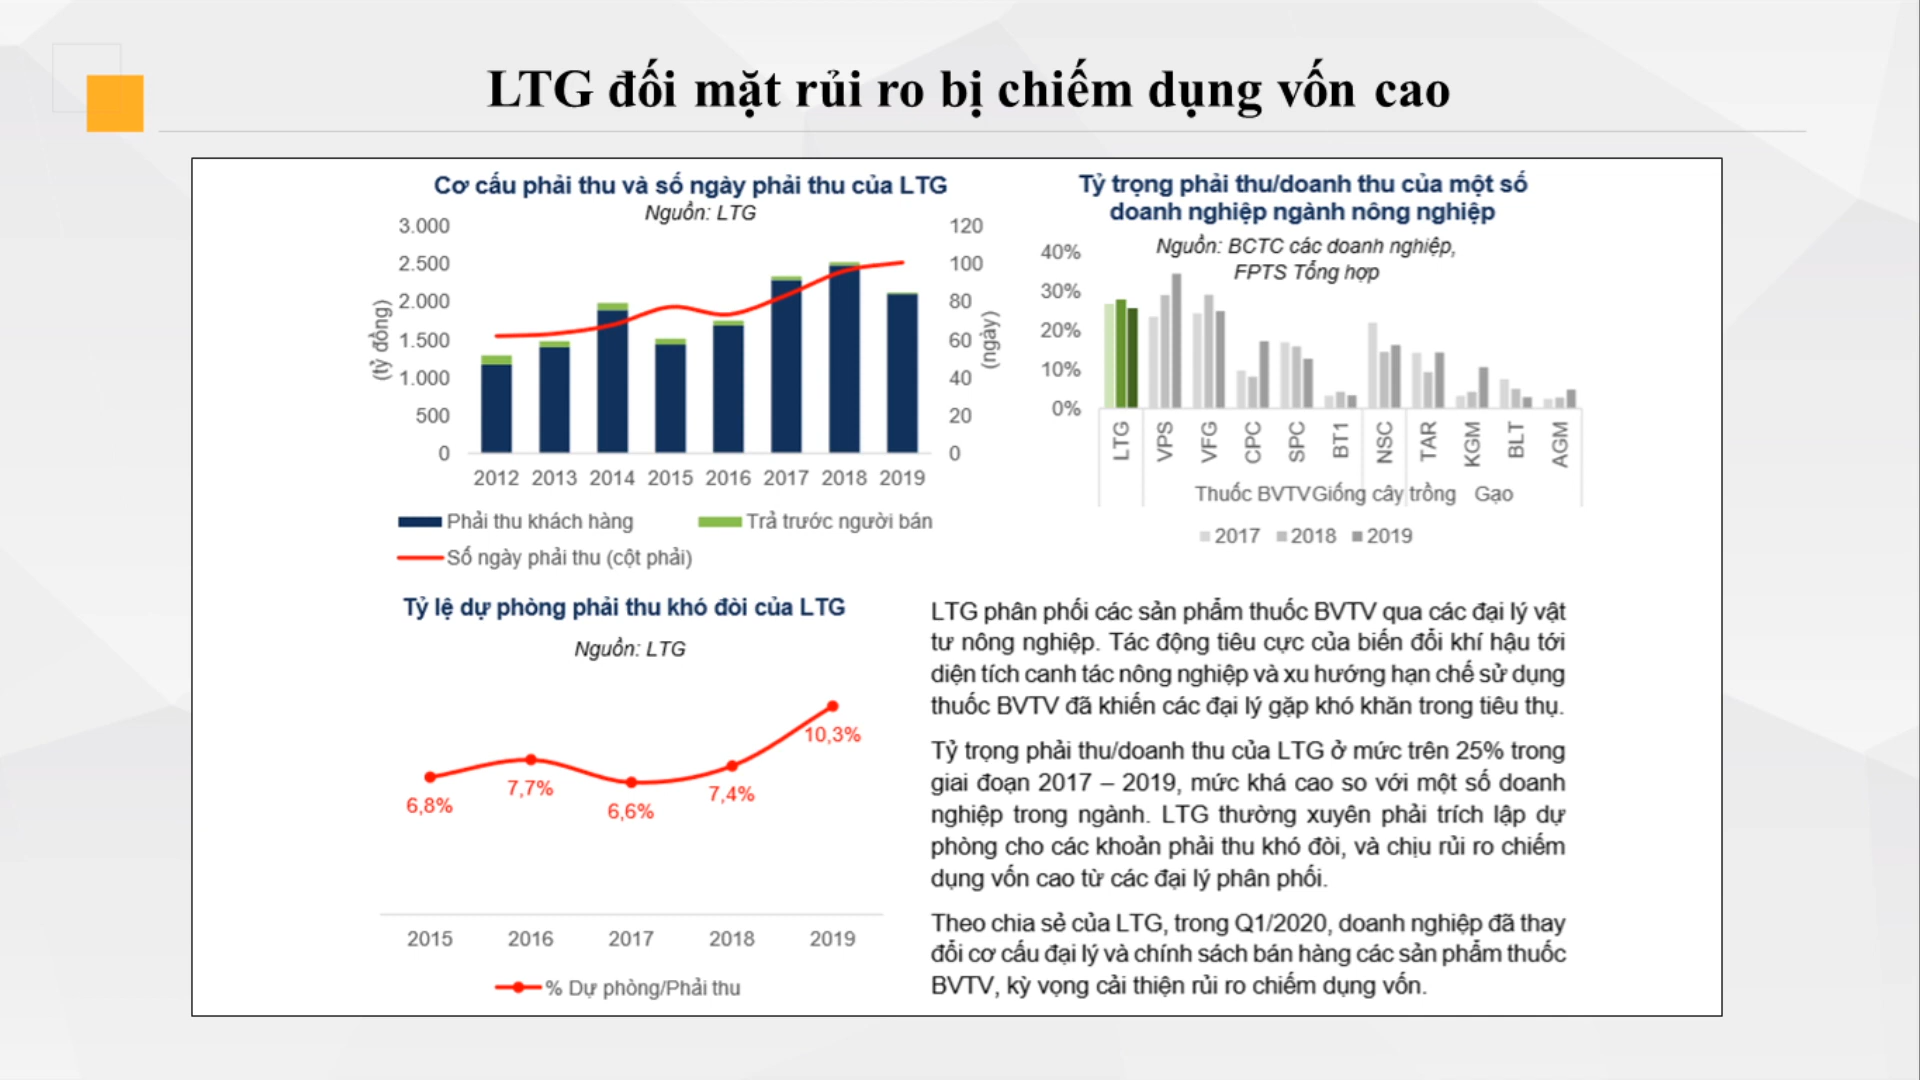 LTG đối mặt rủi ro bị chiếm dụng vốn cao
Cơ cấu phải thu và số ngày phải thu của LTG
Nguồn: LTG
(tỷ đồng)
3.000
2.500
2.000
1.500
1.000
500
0
120
100
80
60
40
20
0
(ngày)
2012 2013 2014 2015 2016 2017 2018 2019
Phải thu khách hàng
Trả trước người bán
Số ngày phải thu (cột phải)
Tỷ trọng phải thu/doanh thu của một số
doanh nghiệp ngành nông nghiệp
Nguồn: BCTC các doanh nghiệp,
FPTS Tổng hợp
40%
30%
20%
10%
0%
LTG VPS VFG CPC SPC BT1 NSC TAR KGM BLT AGM
Thuốc BVTV Giống cây trồng Gạo
2017 2018 2019
Tỷ lệ dự phòng phải thu khó đòi của LTG
Nguồn: LTG
6,8% 7,7% 6,6% 7,4% 10,3%
2015 2016 2017 2018 2019
% Dự phòng/Phải thu
LTG phân phối các sản phẩm thuốc BVTV qua các đại lý vật
tư nông nghiệp. Tác động tiêu cực của biến đổi khí hậu tới
diện tích canh tác nông nghiệp và xu hướng hạn chế sử dụng
thuốc BVTV đã khiến các đại lý gặp khó khăn trong tiêu thụ.
Tỷ trọng phải thu/doanh thu của LTG ở mức trên 25% trong
giai đoạn 2017 – 2019, mức khá cao so với một số doanh
nghiệp trong ngành. LTG thường xuyên phải trích lập dự
phòng cho các khoản phải thu khó đòi, và chịu rủi ro chiếm
dụng vốn cao từ các đại lý phân phối.
Theo chia sẻ của LTG, trong Q1/2020, doanh nghiệp đã thay
đổi cơ cấu đại lý và chính sách bán hàng các sản phẩm thuốc
BVTV, kỳ vọng cải thiện rủi ro chiếm dụng vốn.